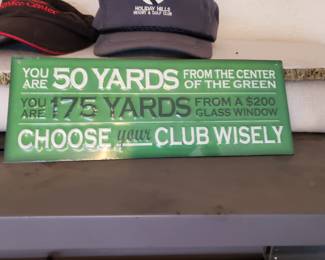 HOLIDAY HILLS
RESORT & GOLF CLUB
YOU ARE 50 YARDS FROM THE CENTER OF THE GREEN
YOU ARE 175 YARDS FROM A $200 GLASS WINDOW
CHOOSE your CLUB WISELY